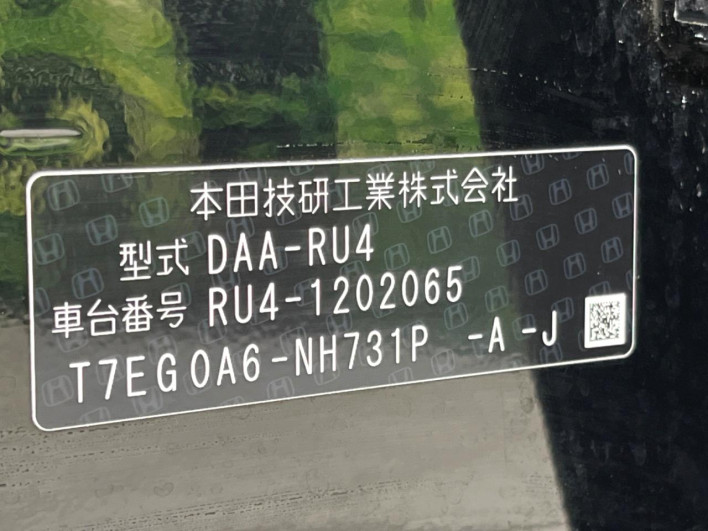 本田技研工業株式会社
型式 DAA-RU4
車台番号 RU4-1202065
T7EG0A6-NH731P -A-J